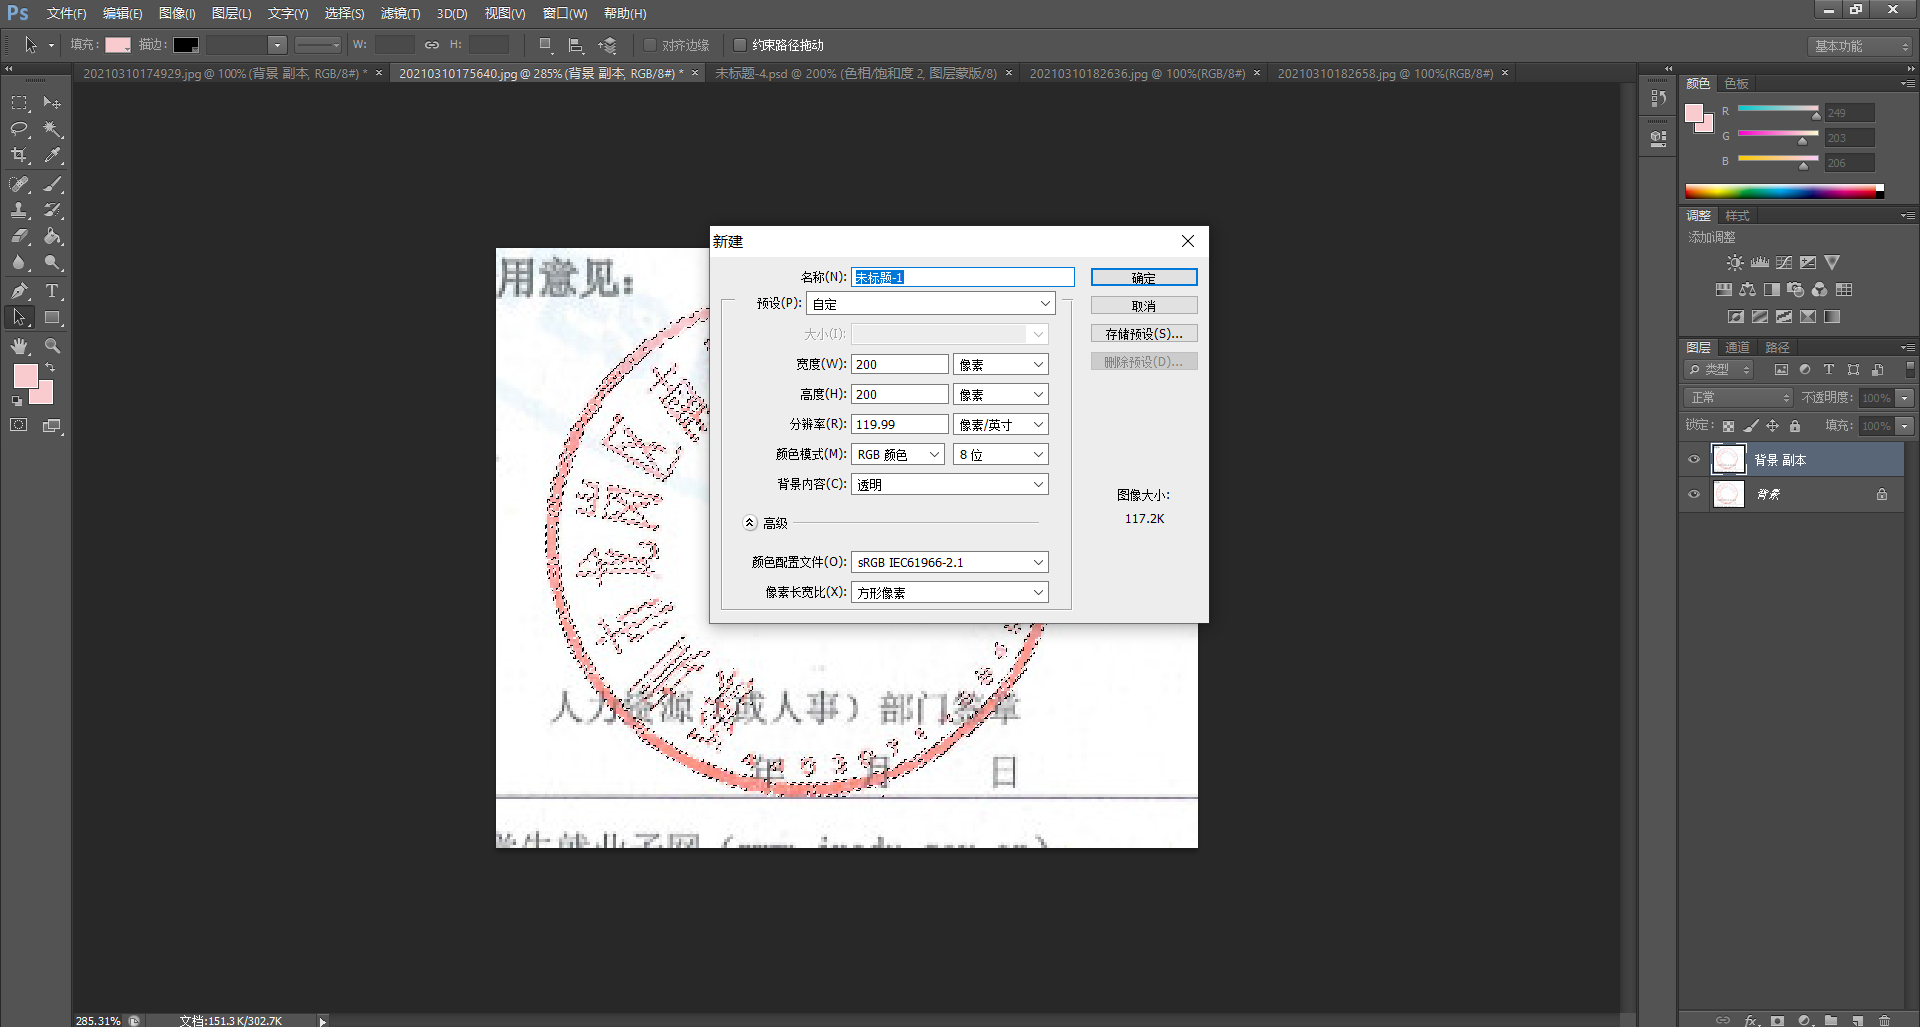 Ps 文件(F) 编辑(E) 图像(I) 图层(L) 文字(Y) 选择(S) 滤镜(T) 3D(D) 视图(V) 窗口(W) 帮助(H)
填充: 描边: W: H: 对齐边缘 约束路径拖动 基本功能
20210310174929.jpg @ 100% (背景 副本, RGB/8#) * × 20210310175640.jpg @ 285% (背景 副本, RGB/8#) * × 未标题-4.psd @ 200% (色相/饱和度 2, 图层蒙版/8) × 20210310182636.jpg @ 100%(RGB/8#) × 20210310182658.jpg @ 100%(RGB/8#) ×
颜色 色板
R 249
G 203
B 206
调整 样式
添加调整
图层 通道 路径
类型
正常 不透明度: 100%
锁定: 填充: 100%
背景 副本
背景
用意见:
新建
名称(N): 未标题-1 确定
预设(P): 自定 取消
大小(I): 存储预设(S)...
宽度(W): 200 像素 删除预设(D)...
高度(H): 200 像素
分辨率(R): 119.99 像素/英寸
颜色模式(M): RGB 颜色 8 位
背景内容(C): 透明
图像大小:
117.2K
高级
颜色配置文件(O): sRGB IEC61966-2.1
像素长宽比(X): 方形像素
人力资源（或人事）部门签章
年 月 日
285.31% 文档:151.3K/302.7K